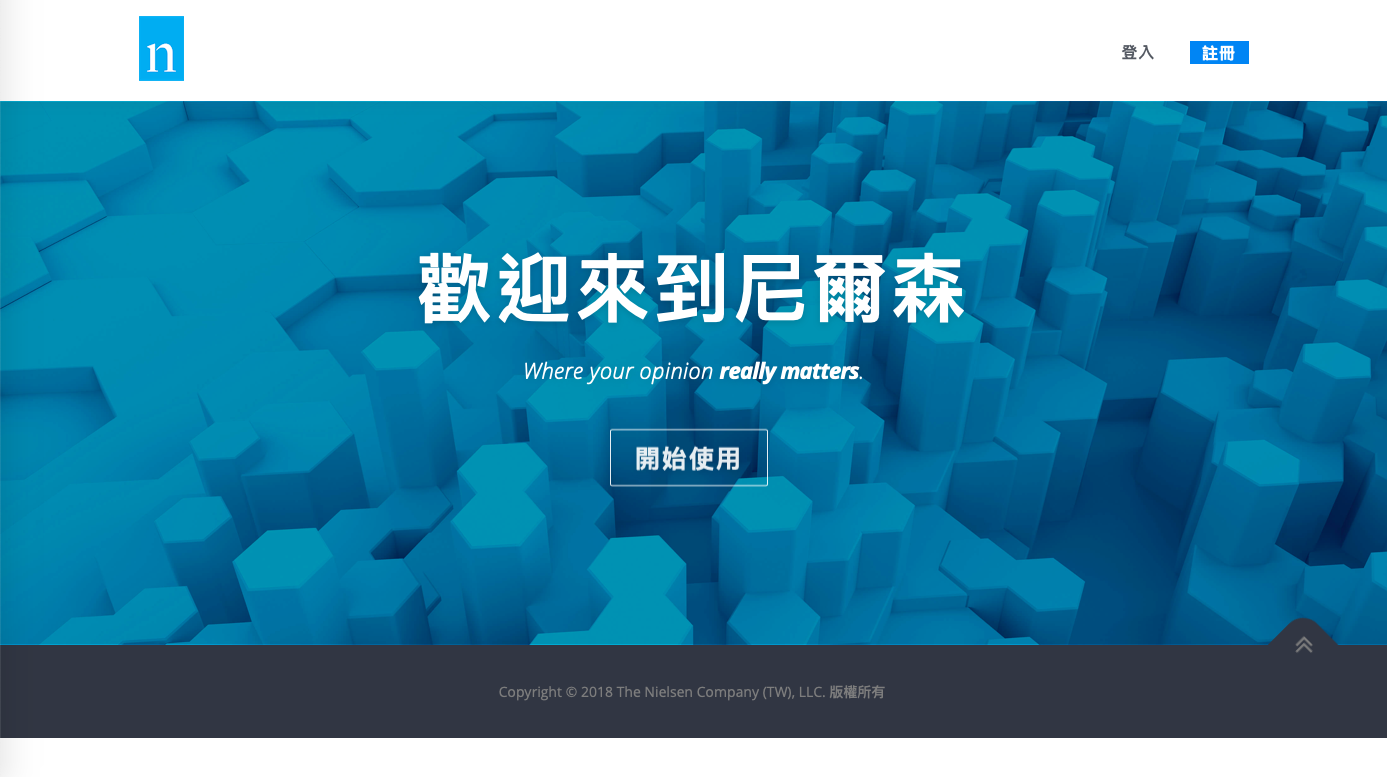 n
登入
註冊
歡迎來到尼爾森
Where your opinion really matters.
開始使用
Copyright © 2018 The Nielsen Company (TW), LLC. 版權所有